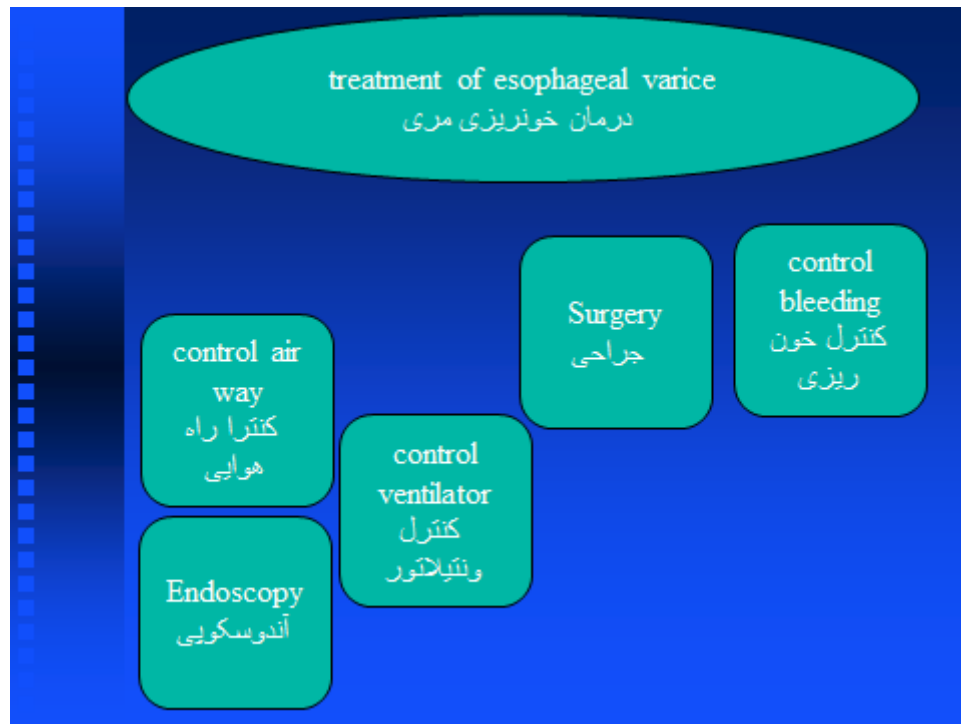 treatment of esophageal varice
درمان خونریزی مری
control
bleeding
کنترل خون
ریزی
Surgery
جراحی
control air
way
کنترا راه
هوایی
control
ventilator
کنترل
ونتیلاتور
Endoscopy
آندوسکوپی